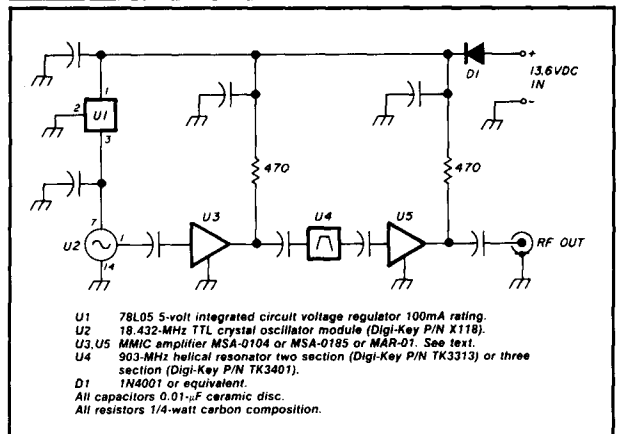 D1
+
13.6VDC
IN
-
1
2
U1
3
470
470
7
U2
1
14
U3
U4
U5
RF OUT
U1 78L05 5-volt integrated circuit voltage regulator 100mA rating.
U2 18.432-MHz TTL crystal oscillator module (Digi-Key P/N X118).
U3,U5 MMIC amplifier MSA-0104 or MSA-0185 or MAR-01. See text.
U4 903-MHz helical resonator two section (Digi-Key P/N TK3313) or three
section (Digi-Key P/N TK3401).
D1 1N4001 or equivalent.
All capacitors 0.01-μF ceramic disc.
All resistors 1/4-watt carbon composition.